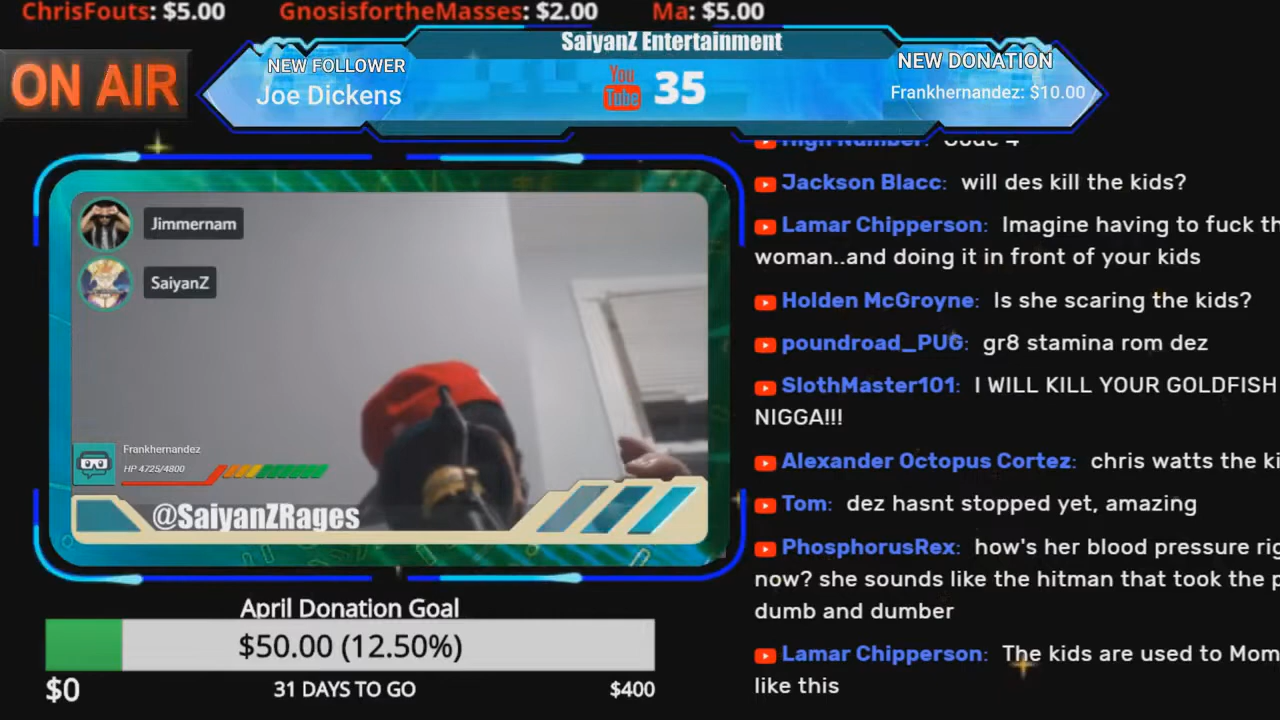 ChrisFouts: $5.00 GnosisfortheMasses: $2.00 Ma: $5.00
SaiyanZ Entertainment
ON AIR
NEW FOLLOWER
Joe Dickens
You
Tube
35
NEW DONATION
Frankhernandez: $10.00
High Number: Code 4
Jackson Blacc: will des kill the kids?
Lamar Chipperson: Imagine having to fuck th
woman..and doing it in front of your kids
Holden McGroyne: Is she scaring the kids?
poundroad_PUG: gr8 stamina rom dez
SlothMaster101: I WILL KILL YOUR GOLDFISH
NIGGA!!!
Alexander Octopus Cortez: chris watts the ki
Tom: dez hasnt stopped yet, amazing
PhosphorusRex: how's her blood pressure rig
now? she sounds like the hitman that took the p
dumb and dumber
Lamar Chipperson: The kids are used to Mom
like this
Jimmernam
SaiyanZ
Frankhernandez
HP 4725/4800
@SaiyanZRages
April Donation Goal
$50.00 (12.50%)
$0 31 DAYS TO GO $400